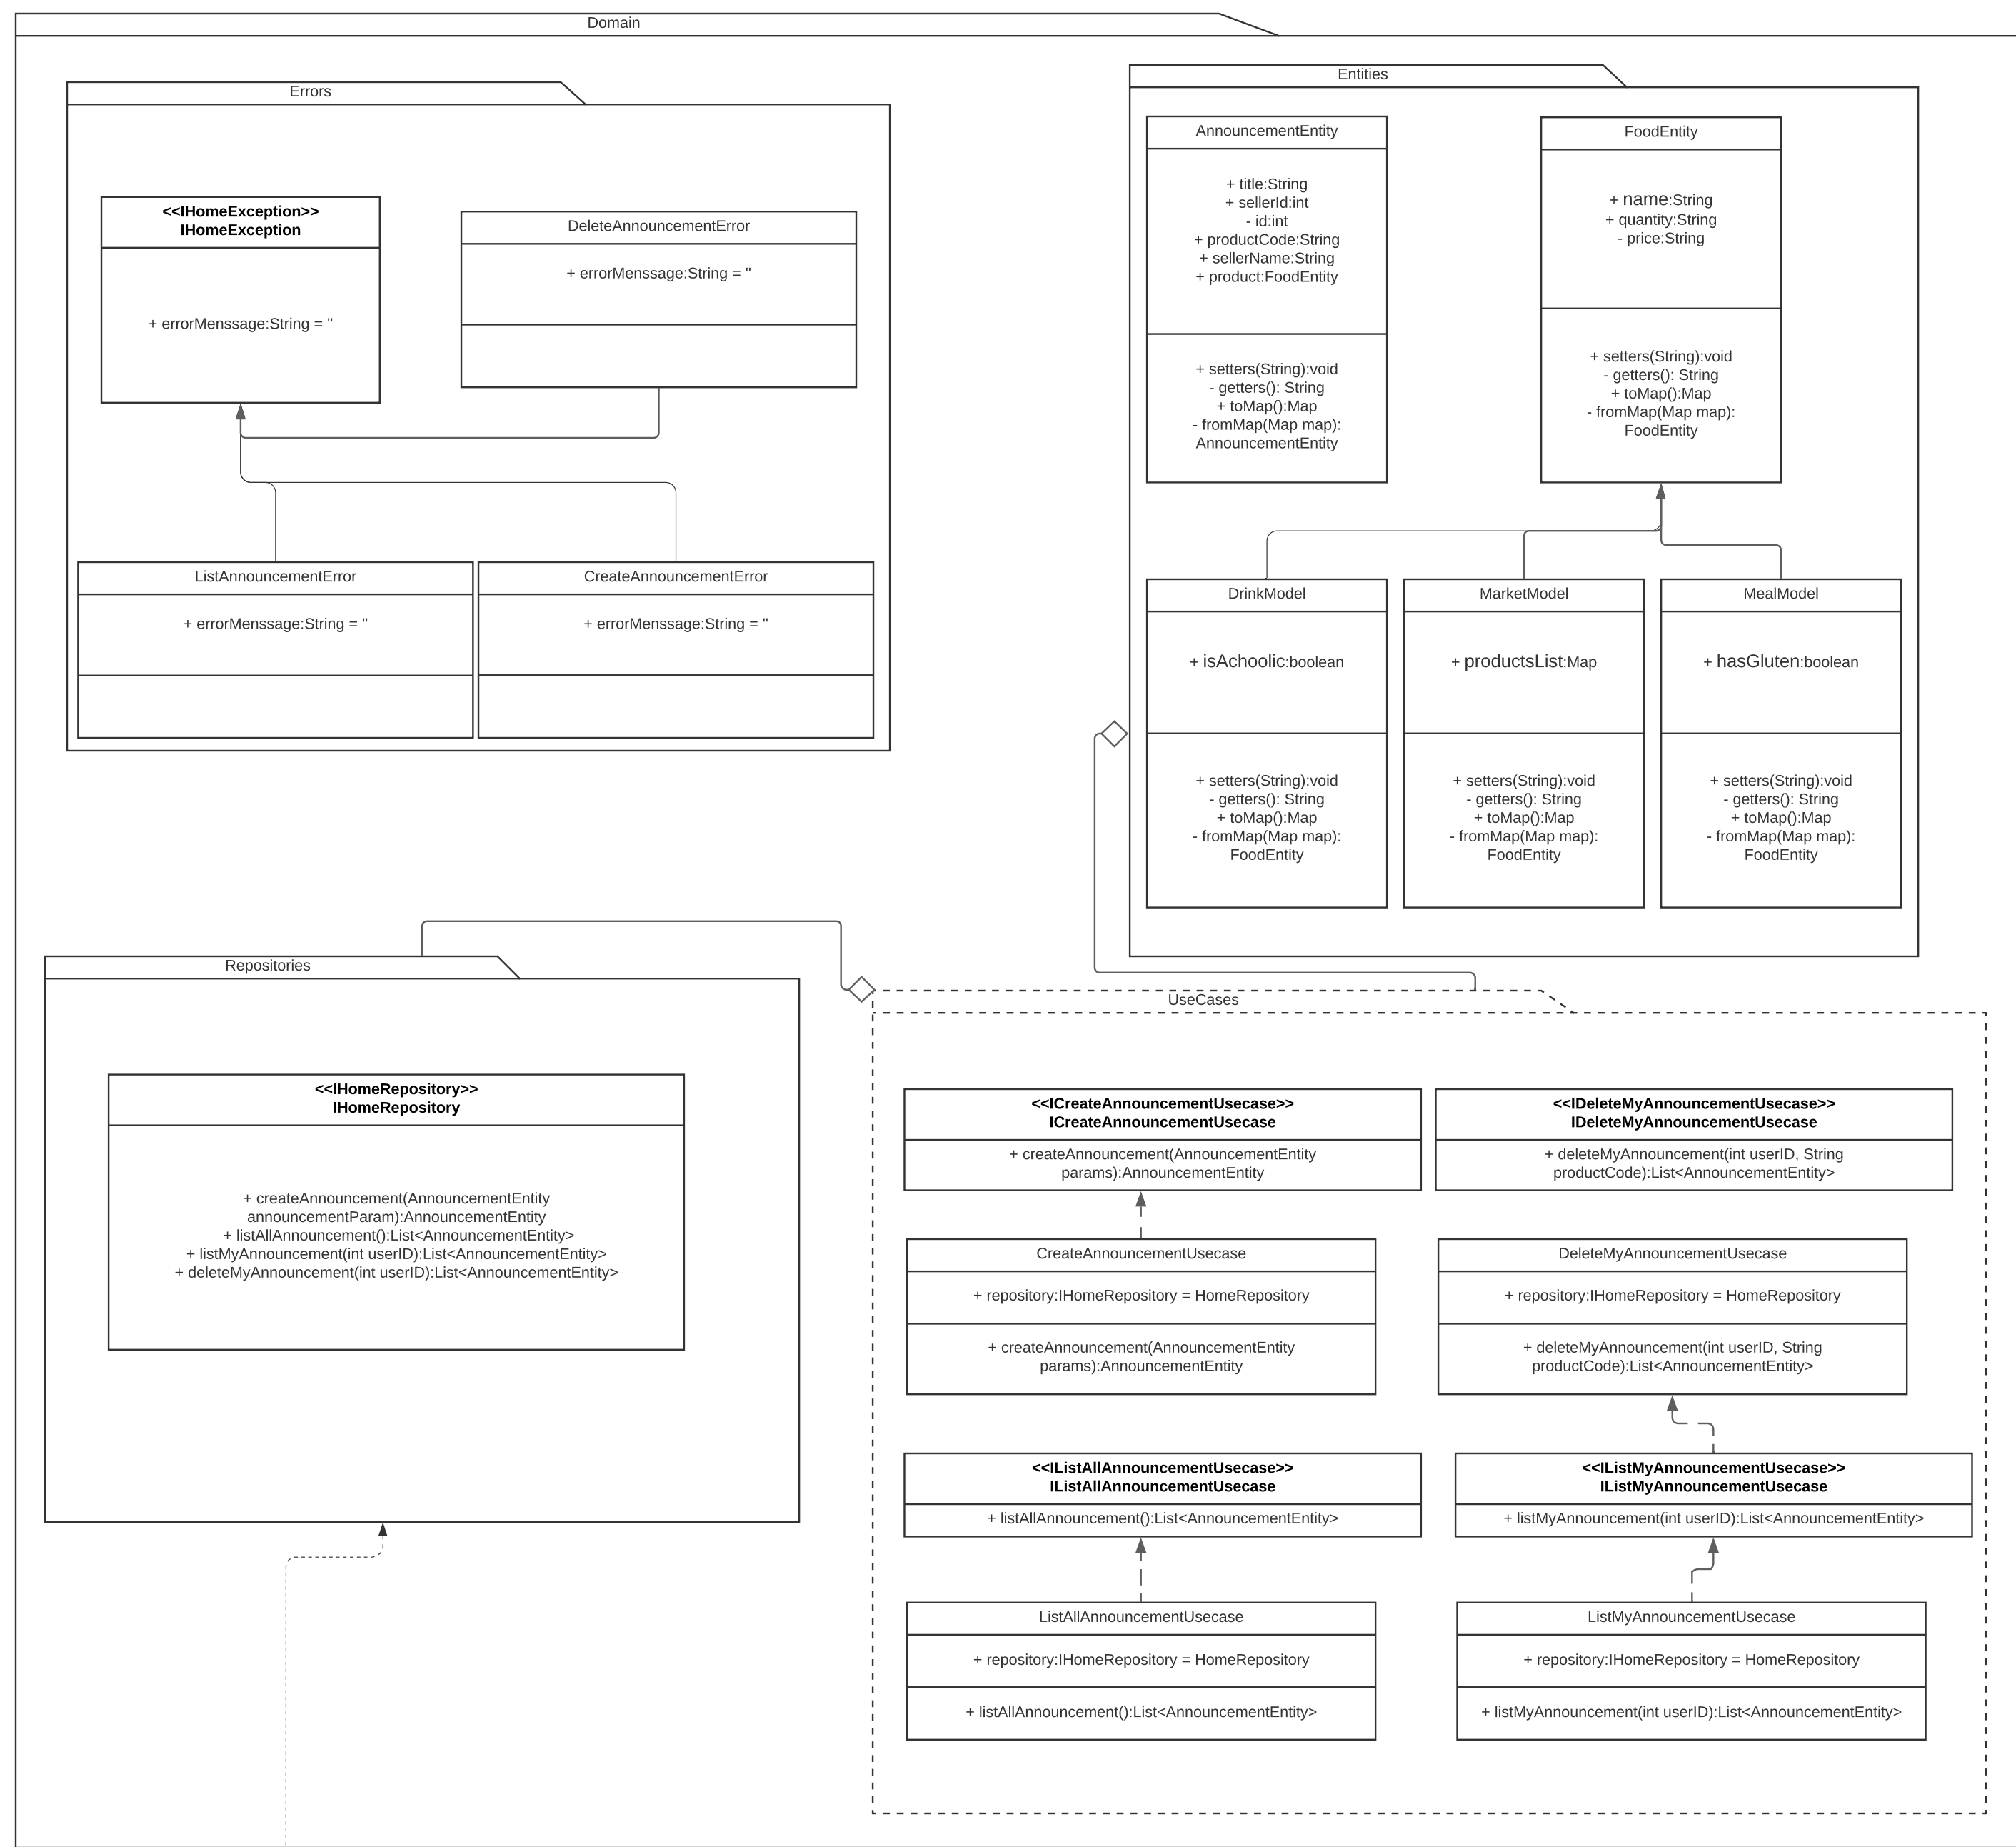 Domain
Errors
<<IHomeException>>
IHomeException
+ errorMenssage:String = "
DeleteAnnouncementError
+ errorMenssage:String = "
ListAnnouncementError
+ errorMenssage:String = "
CreateAnnouncementError
+ errorMenssage:String = "
Entities
AnnouncementEntity
+ title:String
+ sellerId:int
- id:int
+ productCode:String
+ sellerName:String
+ product:FoodEntity
+ setters(String):void
- getters(): String
+ toMap():Map
- fromMap(Map map):
AnnouncementEntity
FoodEntity
+ name:String
+ quantity:String
- price:String
+ setters(String):void
- getters(): String
+ toMap():Map
- fromMap(Map map):
FoodEntity
DrinkModel
+ isAchoolic:boolean
+ setters(String):void
- getters(): String
+ toMap():Map
- fromMap(Map map):
FoodEntity
MarketModel
+ productsList:Map
+ setters(String):void
- getters(): String
+ toMap():Map
- fromMap(Map map):
FoodEntity
MealModel
+ hasGluten:boolean
+ setters(String):void
- getters(): String
+ toMap():Map
- fromMap(Map map):
FoodEntity
Repositories
<<IHomeRepository>>
IHomeRepository
+ createAnnouncement(AnnouncementEntity
announcementParam):AnnouncementEntity
+ listAllAnnouncement():List<AnnouncementEntity>
+ listMyAnnouncement(int userID):List<AnnouncementEntity>
+ deleteMyAnnouncement(int userID):List<AnnouncementEntity>
UseCases
<<ICreateAnnouncementUsecase>>
ICreateAnnouncementUsecase
+ createAnnouncement(AnnouncementEntity
params):AnnouncementEntity
<<IDeleteMyAnnouncementUsecase>>
IDeleteMyAnnouncementUsecase
+ deleteMyAnnouncement(int userID, String
productCode):List<AnnouncementEntity>
CreateAnnouncementUsecase
+ repository:IHomeRepository = HomeRepository
+ createAnnouncement(AnnouncementEntity
params):AnnouncementEntity
DeleteMyAnnouncementUsecase
+ repository:IHomeRepository = HomeRepository
+ deleteMyAnnouncement(int userID, String
productCode):List<AnnouncementEntity>
<<IListAllAnnouncementUsecase>>
IListAllAnnouncementUsecase
+ listAllAnnouncement():List<AnnouncementEntity>
<<IListMyAnnouncementUsecase>>
IListMyAnnouncementUsecase
+ listMyAnnouncement(int userID):List<AnnouncementEntity>
ListAllAnnouncementUsecase
+ repository:IHomeRepository = HomeRepository
+ listAllAnnouncement():List<AnnouncementEntity>
ListMyAnnouncementUsecase
+ repository:IHomeRepository = HomeRepository
+ listMyAnnouncement(int userID):List<AnnouncementEntity>